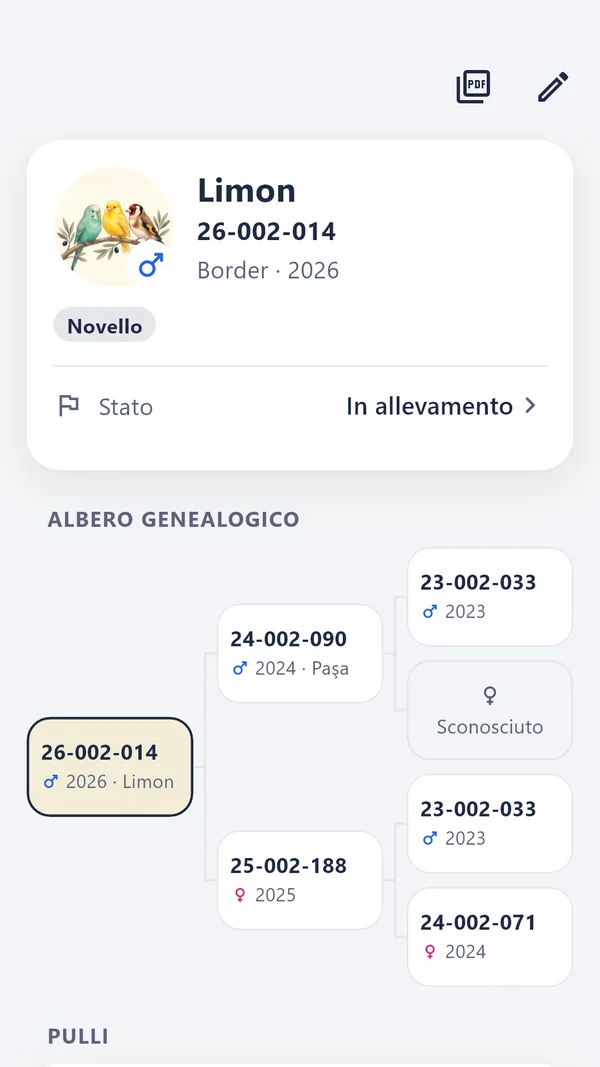 PDF
Limon
26-002-014
Border · 2026
Novello
Stato
In allevamento
ALBERO GENEALOGICO
23-002-033
♂ 2023
24-002-090
♂ 2024 · Paşa
♀
Sconosciuto
26-002-014
♂ 2026 · Limon
23-002-033
♂ 2023
25-002-188
♀ 2025
24-002-071
♀ 2024
PULLI